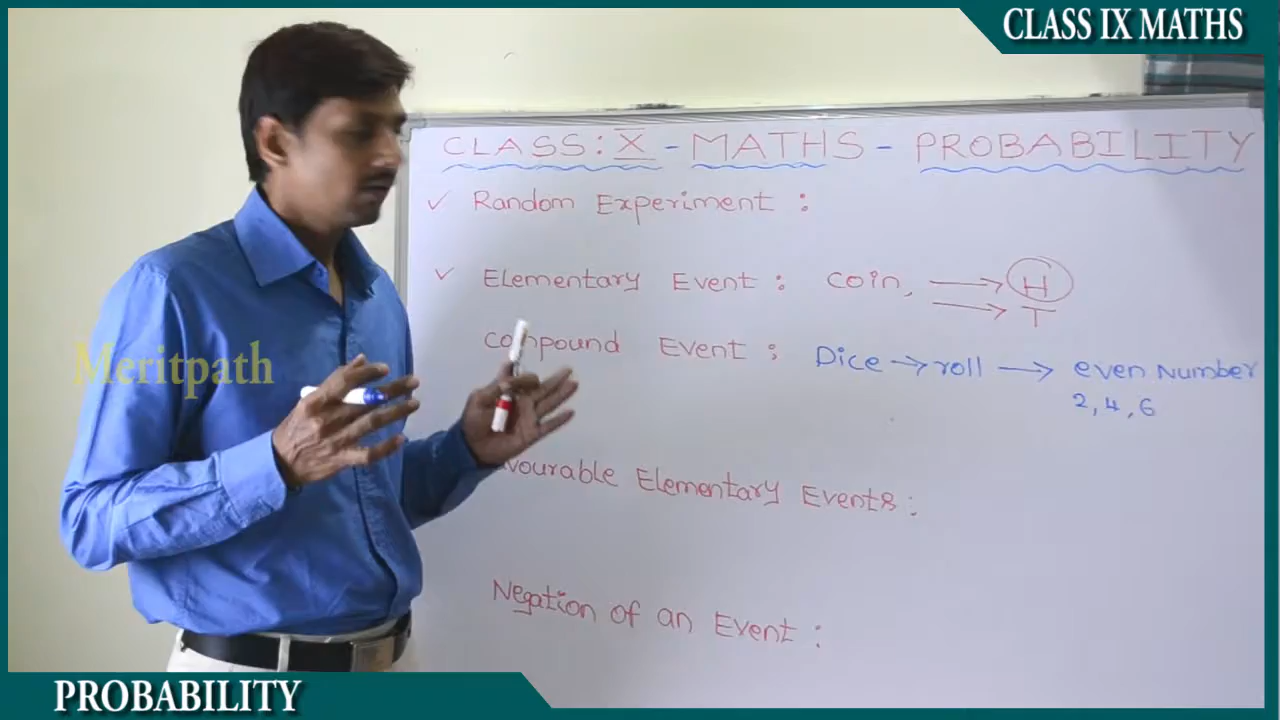 CLASS IX MATHS
CLASS: X - MATHS - PROBABILITY
✓ Random Experiment :
✓ Elementary Event : coin, → H
→ T
compound Event : Dice → roll → even Number
2, 4, 6
Elementary Events :
Negation of an Event :
Meritpath
PROBABILITY